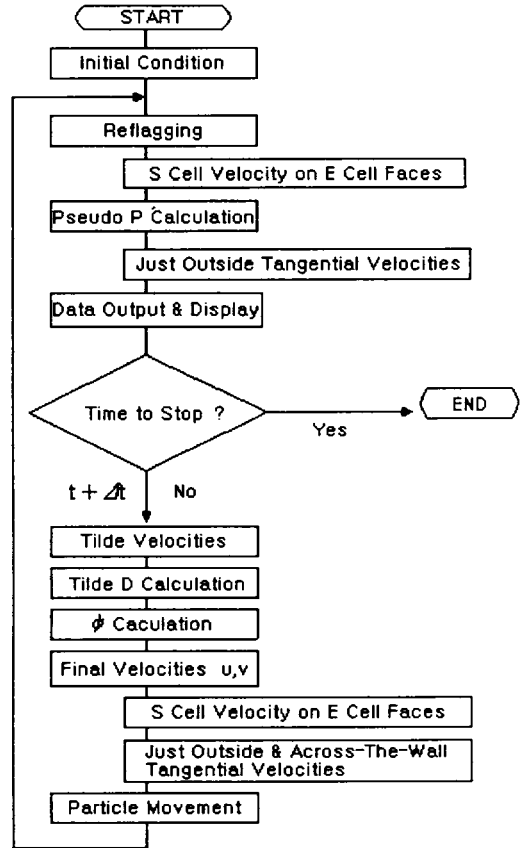 START
Initial Condition
Reflagging
S Cell Velocity on E Cell Faces
Pseudo P Calculation
Just Outside Tangential Velocities
Data Output & Display
Time to Stop ?
END
Yes
t + Δt No
Tilde Velocities
Tilde D Calculation
ϕ Caculation
Final Velocities u,v
S Cell Velocity on E Cell Faces
Just Outside & Across-The-Wall
Tangential Velocities
Particle Movement